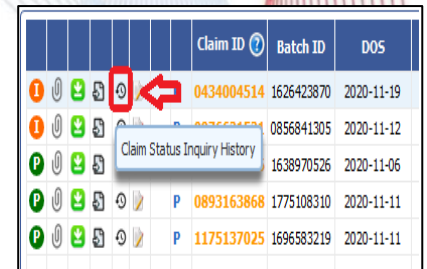 Claim ID ? Batch ID DOS
I 0434004514 1626423870 2020-11-19
I P 0856841305 2020-11-12
Claim Status Inquiry History
P 1638970526 2020-11-06
P P 0893163868 1775108310 2020-11-11
P P 1175137025 1696583219 2020-11-11